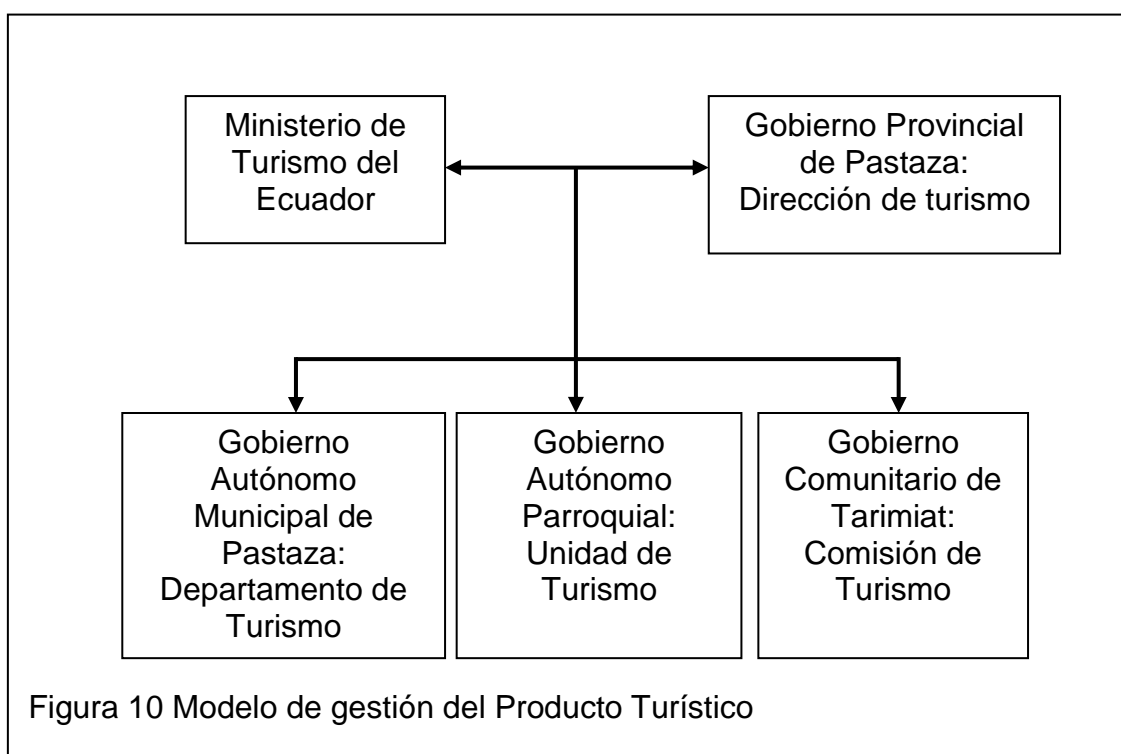 Ministerio de
Turismo del
Ecuador
Gobierno Provincial
de Pastaza:
Dirección de turismo
Gobierno
Autónomo
Municipal de
Pastaza:
Departamento de
Turismo
Gobierno
Autónomo
Parroquial:
Unidad de
Turismo
Gobierno
Comunitario de
Tarimiat:
Comisión de
Turismo
Figura 10 Modelo de gestión del Producto Turístico